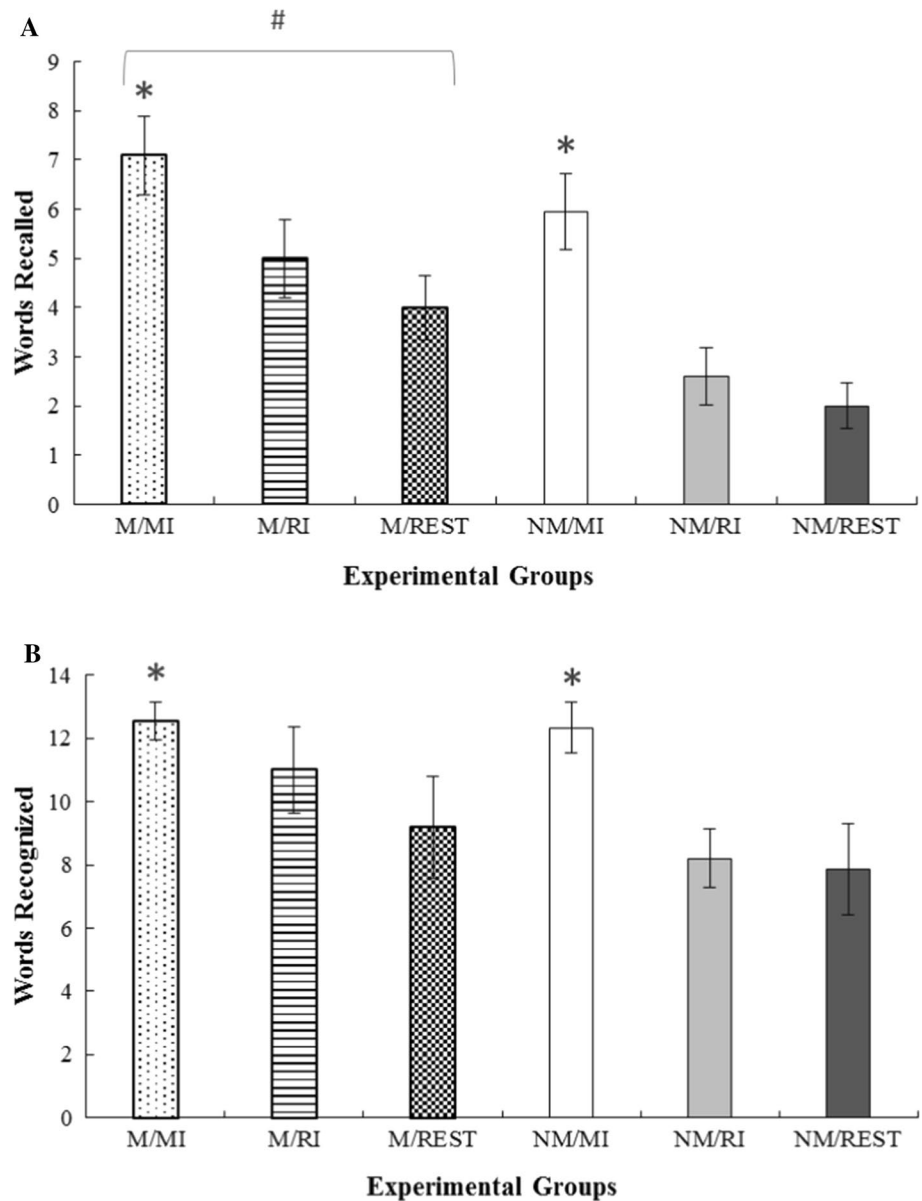 A
#
Words Recalled
9
8
7
6
5
4
3
2
1
0
*
*
M/MI M/RI M/REST NM/MI NM/RI NM/REST
Experimental Groups
B
Words Recognized
14
12
10
8
6
4
2
0
*
*
M/MI M/RI M/REST NM/MI NM/RI NM/REST
Experimental Groups